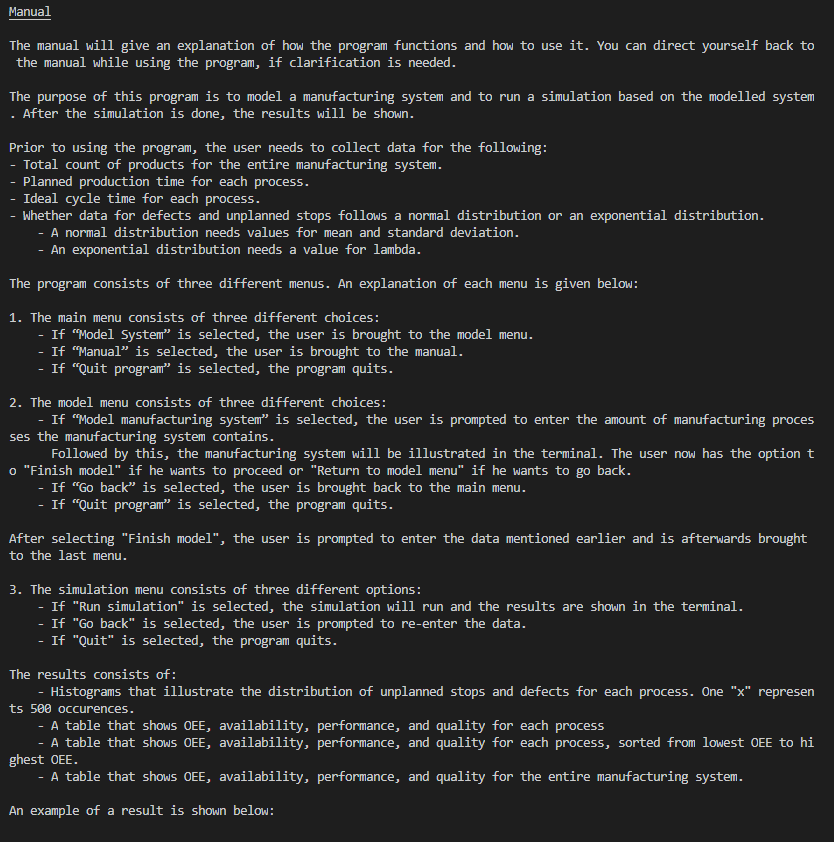 Manual
The manual will give an explanation of how the program functions and how to use it. You can direct yourself back to
the manual while using the program, if clarification is needed.
The purpose of this program is to model a manufacturing system and to run a simulation based on the modelled system
. After the simulation is done, the results will be shown.
Prior to using the program, the user needs to collect data for the following:
- Total count of products for the entire manufacturing system.
- Planned production time for each process.
- Ideal cycle time for each process.
- Whether data for defects and unplanned stops follows a normal distribution or an exponential distribution.
- A normal distribution needs values for mean and standard deviation.
- An exponential distribution needs a value for lambda.
The program consists of three different menus. An explanation of each menu is given below:
1. The main menu consists of three different choices:
- If “Model System” is selected, the user is brought to the model menu.
- If “Manual” is selected, the user is brought to the manual.
- If “Quit program” is selected, the program quits.
2. The model menu consists of three different choices:
- If “Model manufacturing system” is selected, the user is prompted to enter the amount of manufacturing proces
ses the manufacturing system contains.
Followed by this, the manufacturing system will be illustrated in the terminal. The user now has the option t
o "Finish model" if he wants to proceed or "Return to model menu" if he wants to go back.
- If “Go back” is selected, the user is brought back to the main menu.
- If “Quit program” is selected, the program quits.
After selecting "Finish model", the user is prompted to enter the data mentioned earlier and is afterwards brought
to the last menu.
3. The simulation menu consists of three different options:
- If "Run simulation" is selected, the simulation will run and the results are shown in the terminal.
- If "Go back" is selected, the user is prompted to re-enter the data.
- If "Quit" is selected, the program quits.
The results consists of:
- Histograms that illustrate the distribution of unplanned stops and defects for each process. One "x" represen
ts 500 occurences.
- A table that shows OEE, availability, performance, and quality for each process
- A table that shows OEE, availability, performance, and quality for each process, sorted from lowest OEE to hi
ghest OEE.
- A table that shows OEE, availability, performance, and quality for the entire manufacturing system.
An example of a result is shown below: